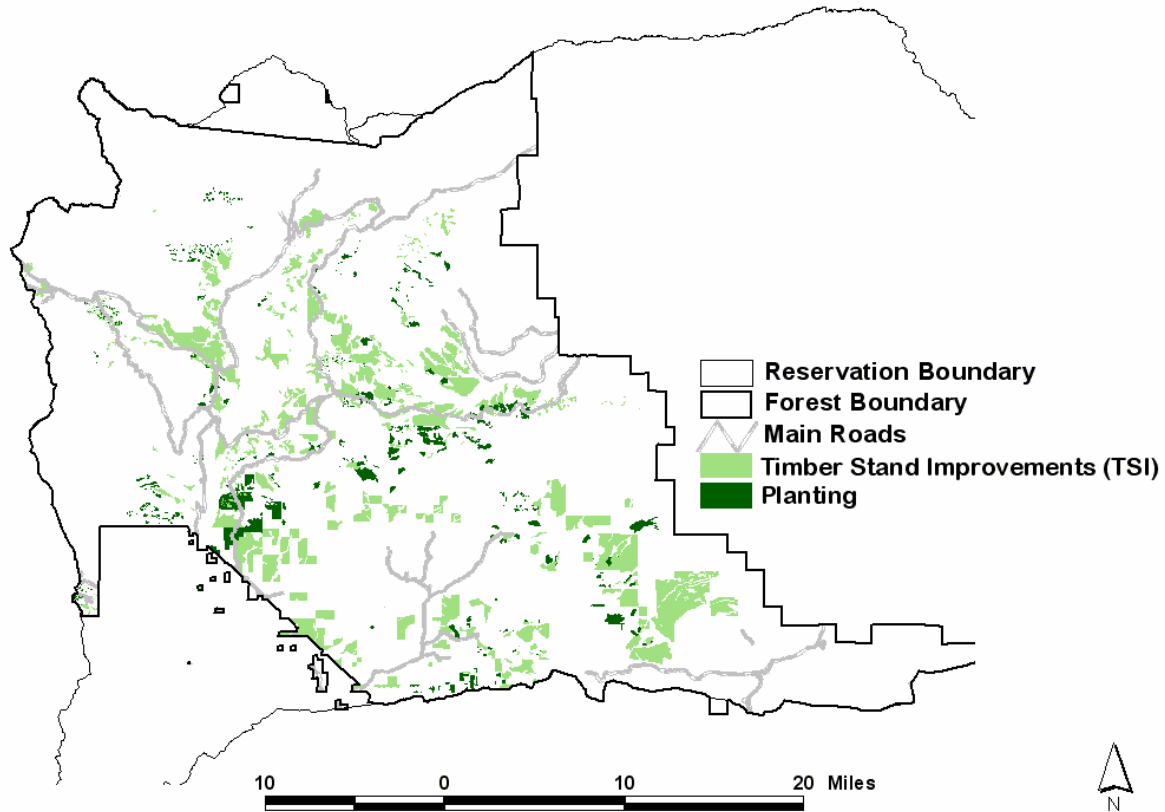 Reservation Boundary
Forest Boundary
Main Roads
Timber Stand Improvements (TSI)
Planting
10 0 10 20 Miles
N